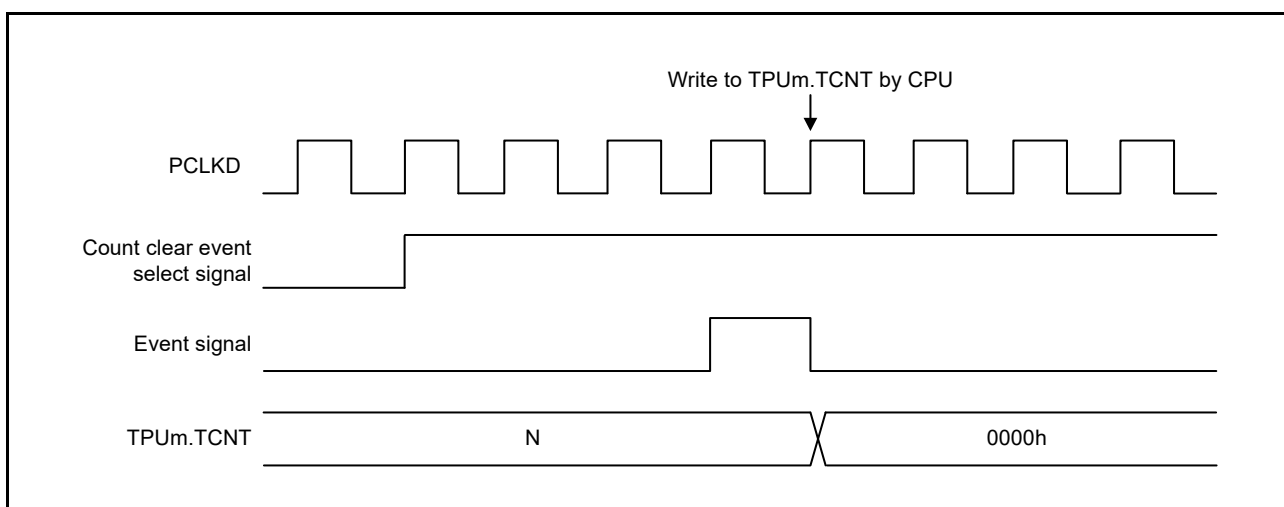 Write to TPUm.TCNT by CPU
PCLKD
Count clear event
select signal
Event signal
TPUm.TCNT
N
0000h